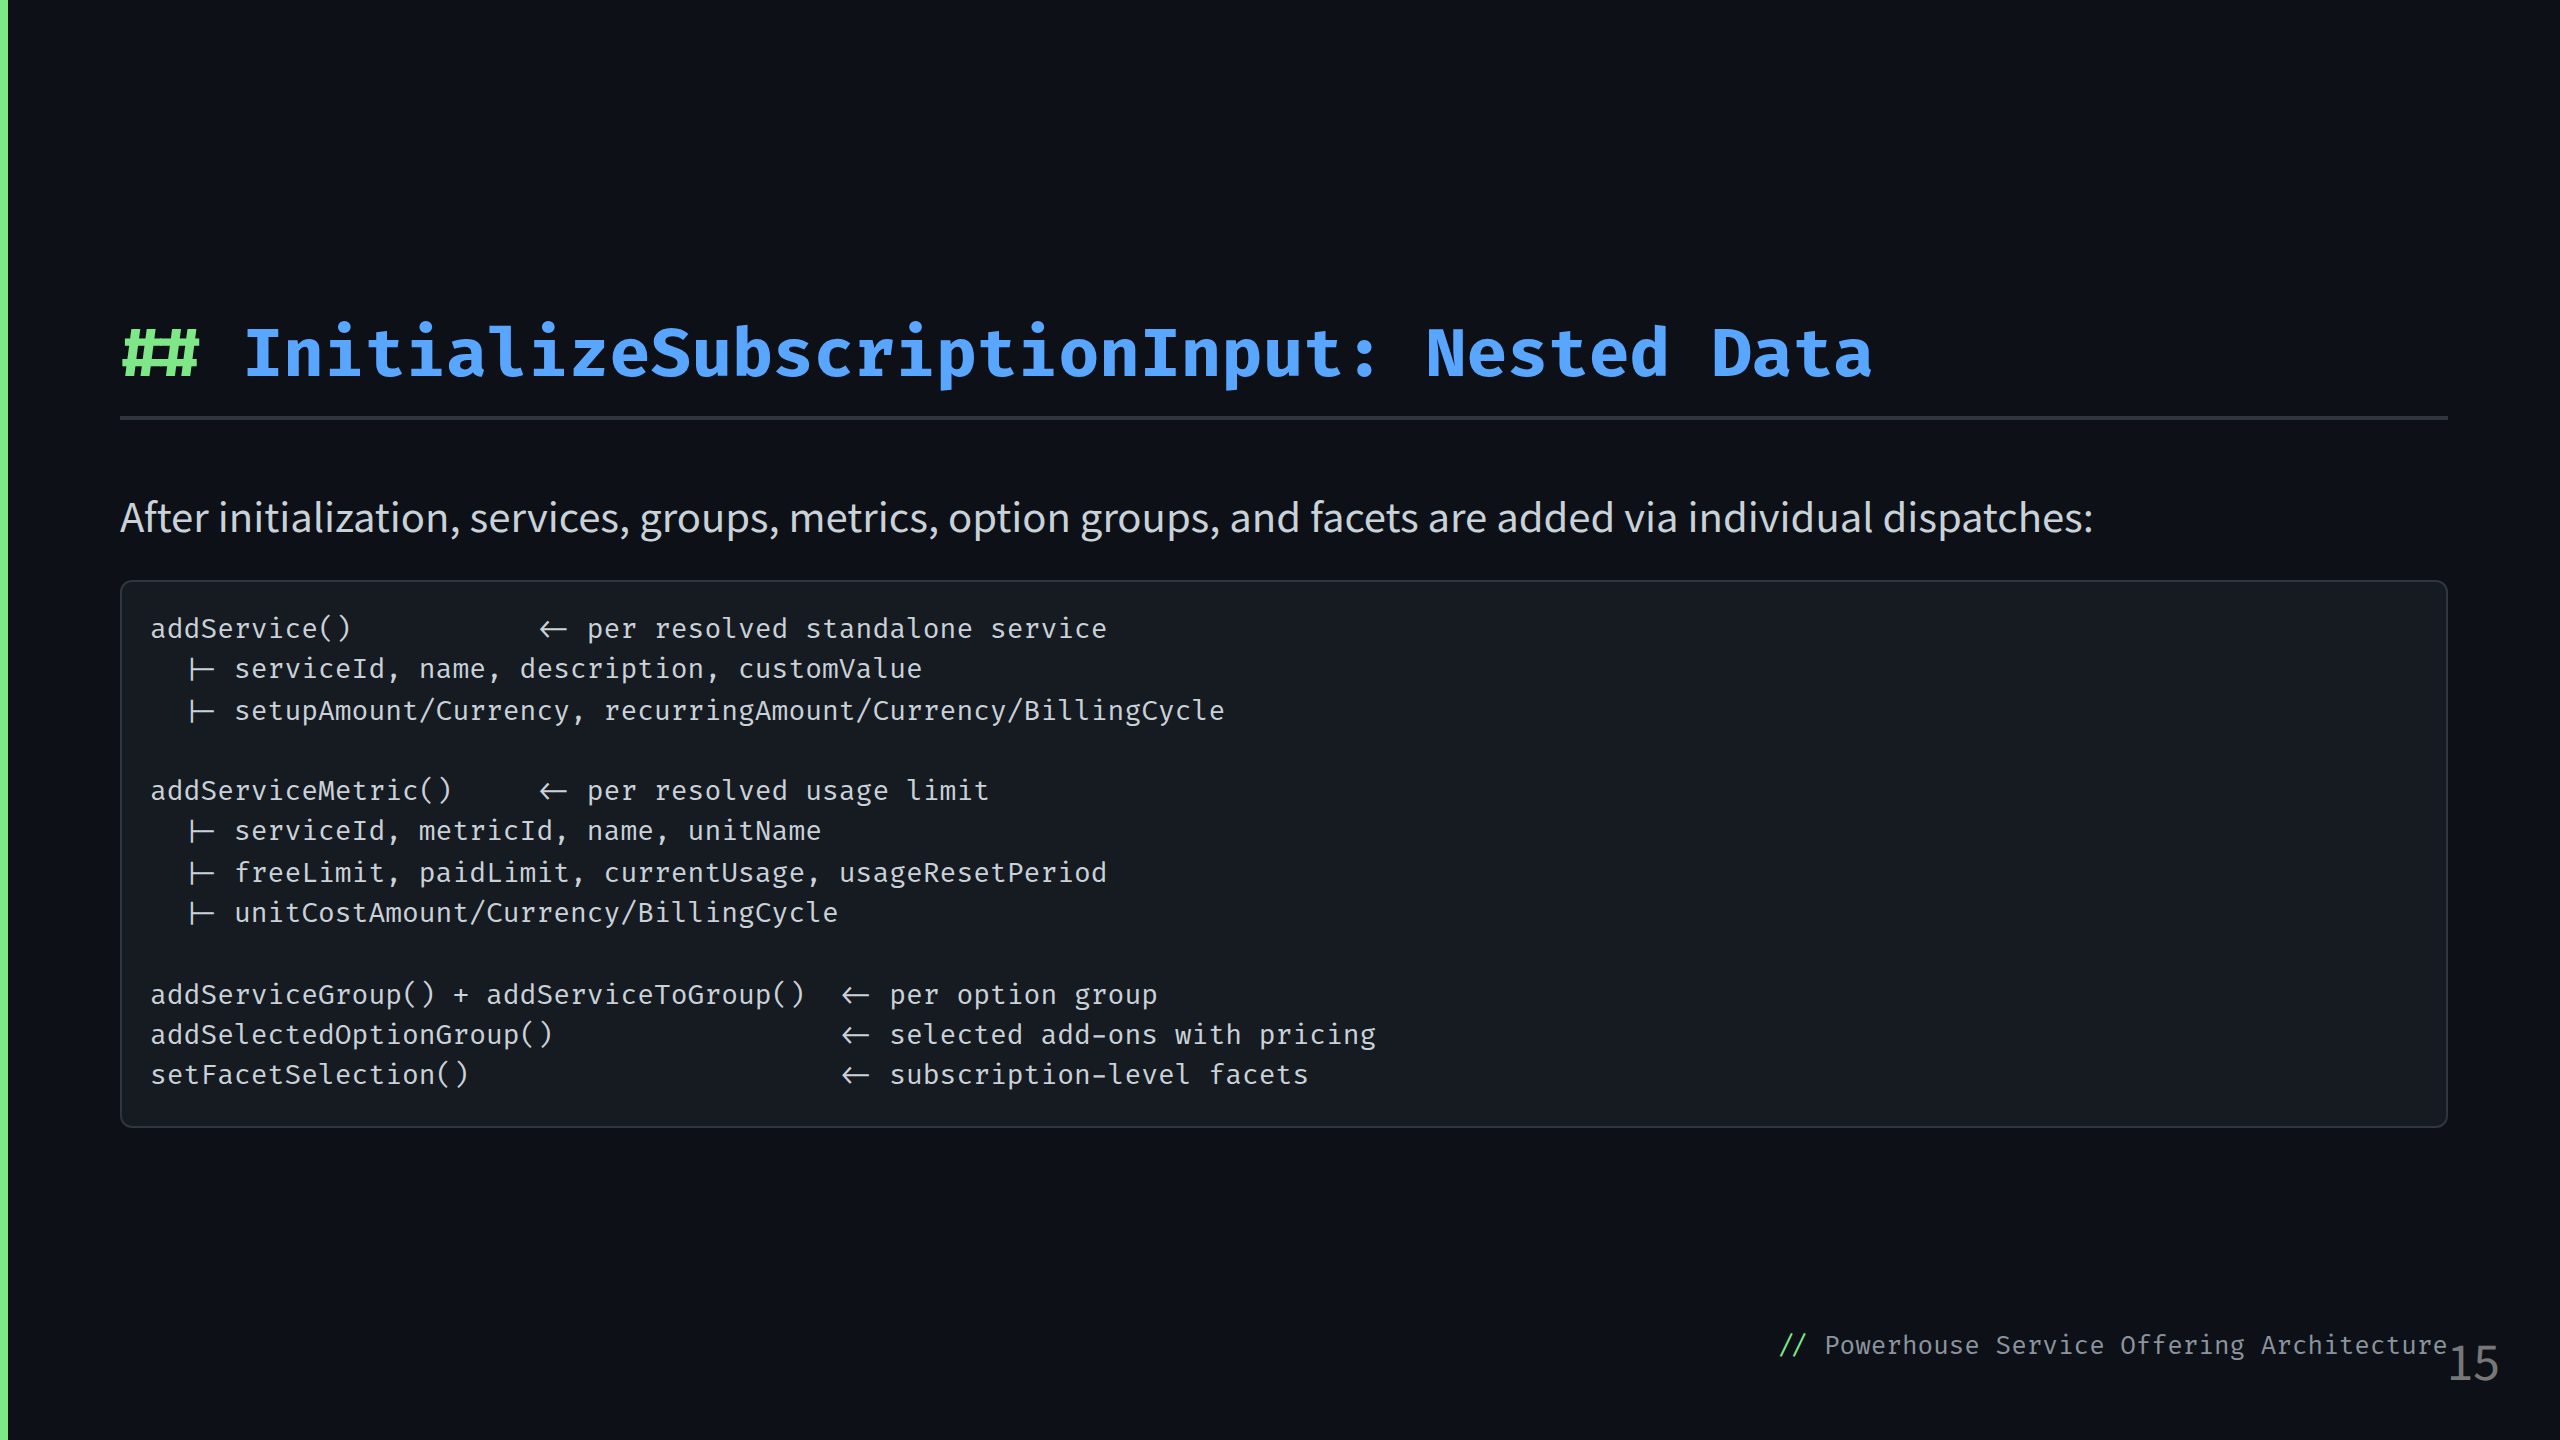 ## InitializeSubscriptionInput: Nested Data
After initialization, services, groups, metrics, option groups, and facets are added via individual dispatches:
addService()           ← per resolved standalone service
  ├─ serviceId, name, description, customValue
  ├─ setupAmount/Currency, recurringAmount/Currency/BillingCycle
addServiceMetric()     ← per resolved usage limit
  ├─ serviceId, metricId, name, unitName
  ├─ freeLimit, paidLimit, currentUsage, usageResetPeriod
  ├─ unitCostAmount/Currency/BillingCycle
addServiceGroup() + addServiceToGroup()  ← per option group
addSelectedOptionGroup()                 ← selected add-ons with pricing
setFacetSelection()                      ← subscription-level facets
// Powerhouse Service Offering Architecture
15